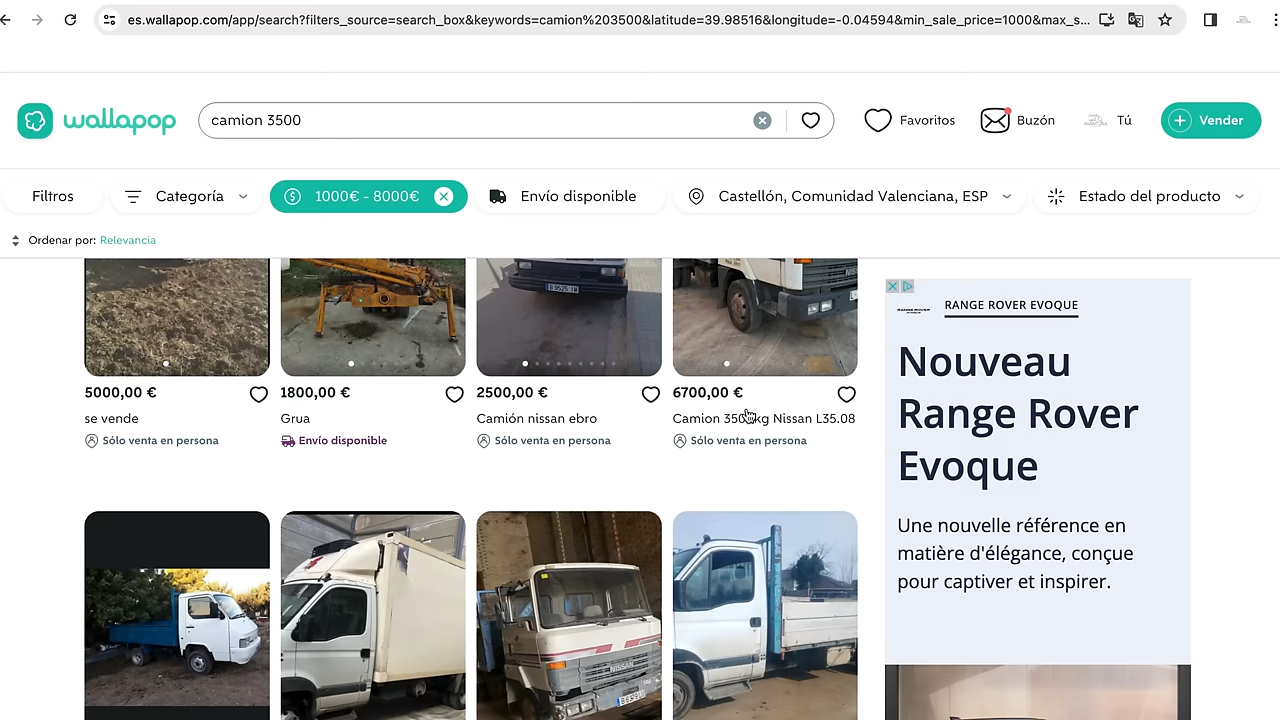 es.wallapop.com/app/search?filters_source=search_box&keywords=camion%203500&latitude=39.99516&longitude=-0.04594&min_sale_price=1000&max_s...
wallapop
camion 3500
Favoritos
Buzón
Tú
Vender
Filtros
Categoría
1000€ - 8000€
Envío disponible
Castellón, Comunidad Valenciana, ESP
Estado del producto
Ordenar por: Relevancia
5000,00 €
se vende
Sólo venta en persona
1800,00 €
Grua
Envío disponible
2500,00 €
Camión nissan ebro
Sólo venta en persona
6700,00 €
Camion 3500kg Nissan L35.08
Sólo venta en persona
RANGE ROVER EVOQUE
Nouveau
Range Rover
Evoque
Une nouvelle référence en
matière d'élégance, conçue
pour captiver et inspirer.
NISSAN